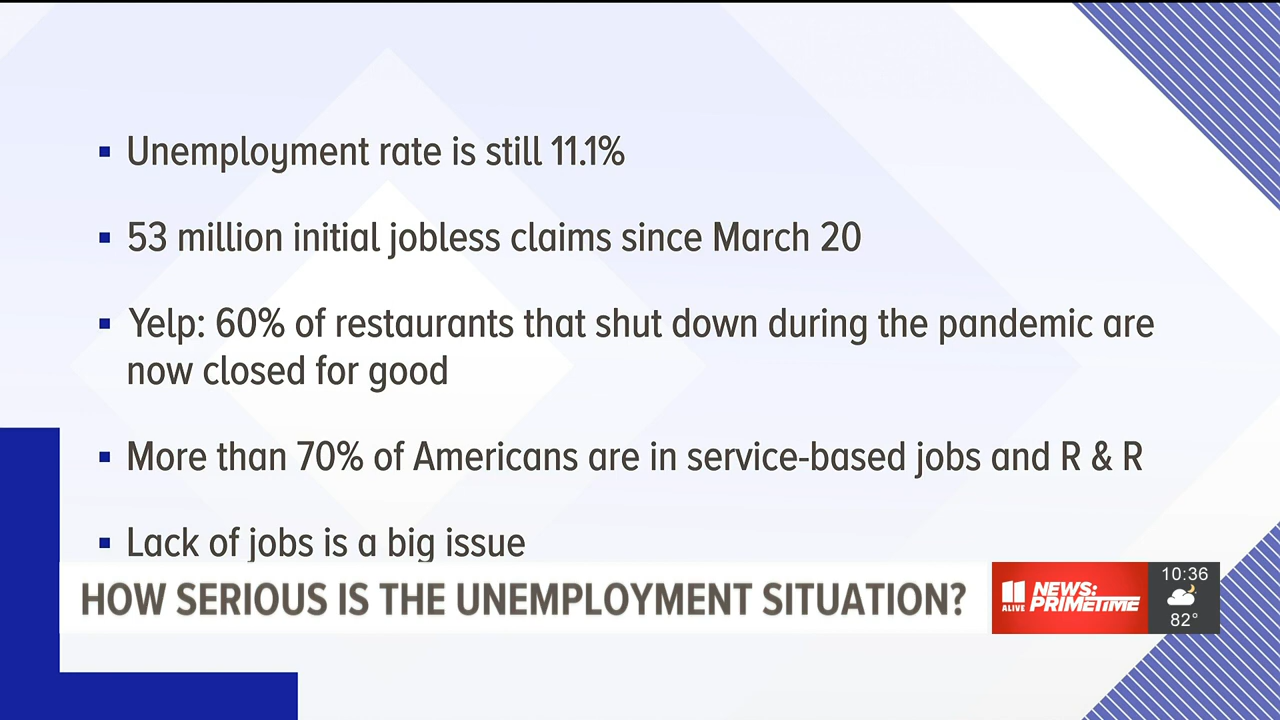 ▪ Unemployment rate is still 11.1%
▪ 53 million initial jobless claims since March 20
▪ Yelp: 60% of restaurants that shut down during the pandemic are
now closed for good
▪ More than 70% of Americans are in service-based jobs and R & R
▪ Lack of jobs is a big issue
HOW SERIOUS IS THE UNEMPLOYMENT SITUATION?
11 ALIVE
NEWS:
PRIMETIME
10:36
82°